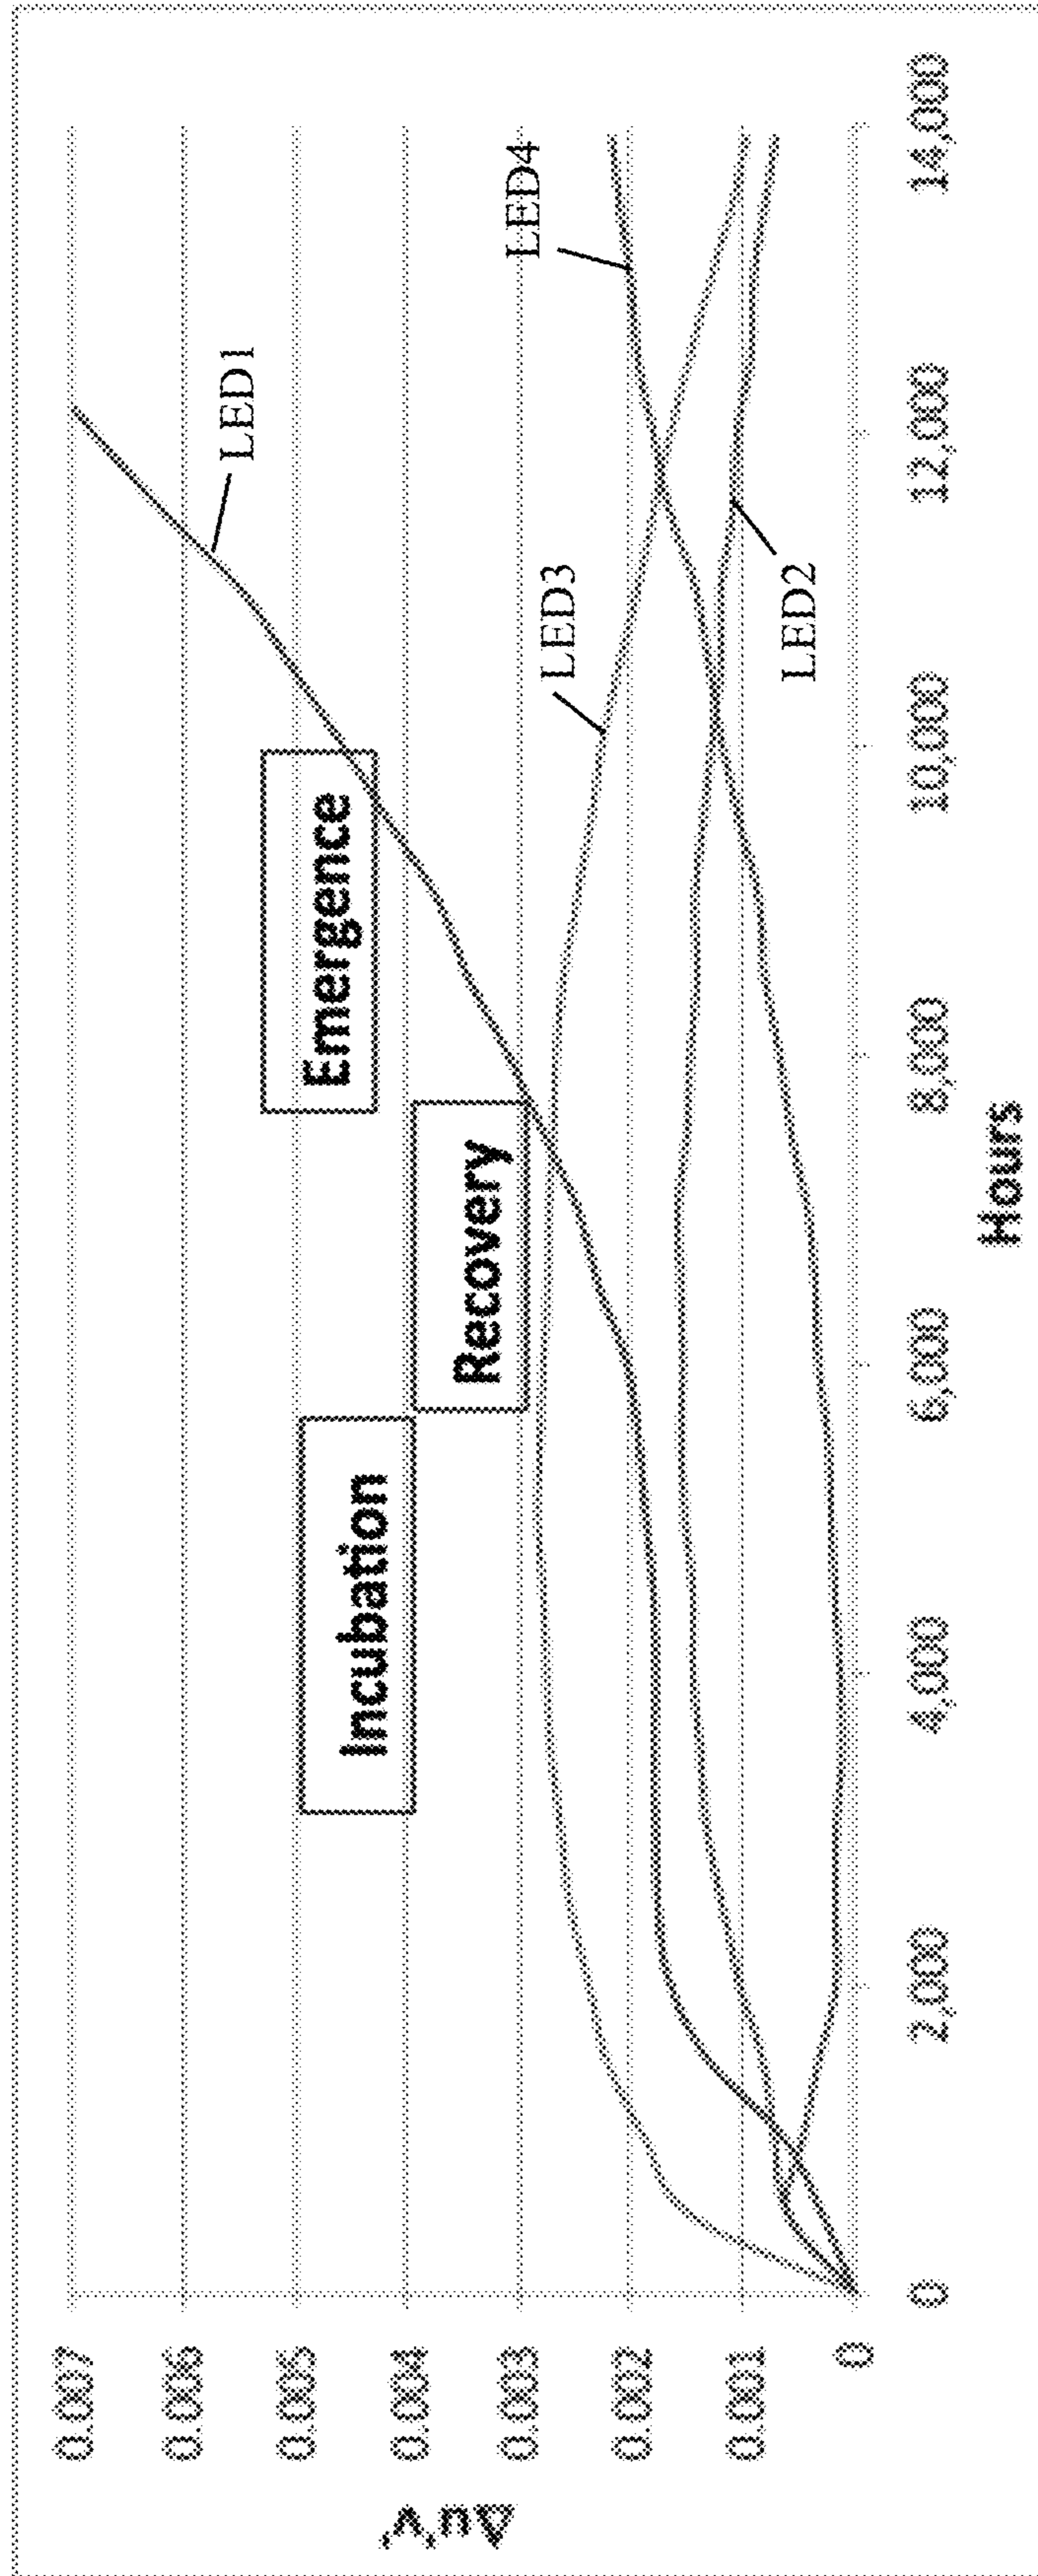 Δu'v'
0.007
0.006
0.005
0.004
0.003
0.002
0.001
0
Incubation
Recovery
Emergence
LED1
LED3
LED4
LED2
0
2,000
4,000
6,000
8,000
10,000
12,000
14,000
Hours